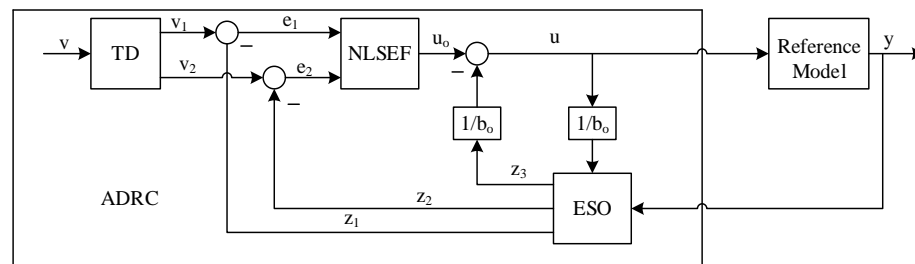 v
TD
v1
v2
e1
e2
NLSEF
uo
u
Reference
Model
y
1/bo
1/bo
z3
z2
z1
ESO
ADRC